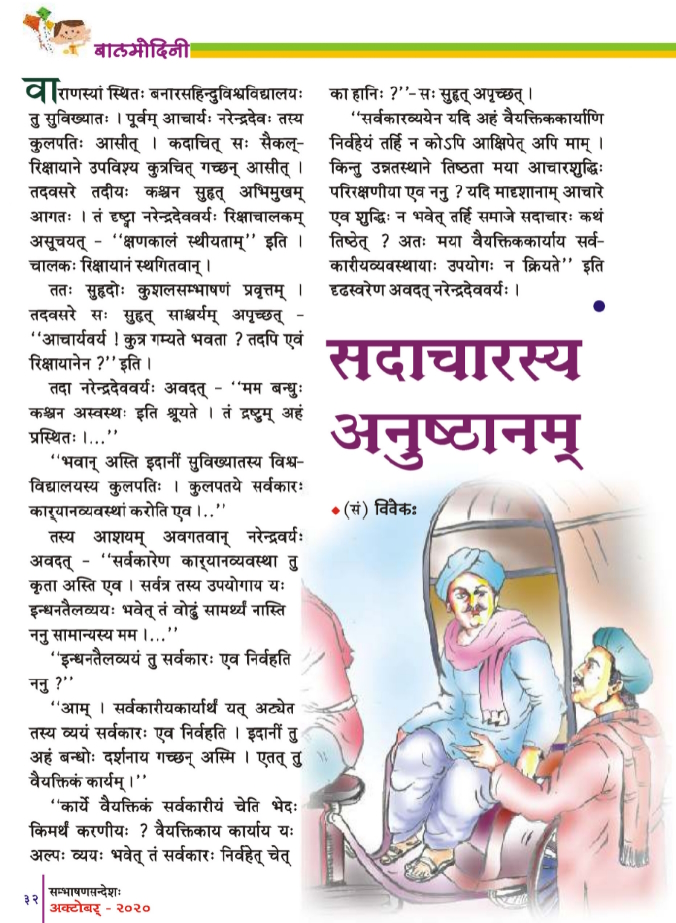 बालमोदिनी
वाराणस्यां स्थितः बनारसहिन्दुविश्वविद्यालयः
तु सुविख्यातः । पूर्वम् आचार्यः नरेन्द्रदेवः तस्य
कुलपतिः आसीत् । कदाचित् सः सैकल्-
रिक्षायाने उपविश्य कुत्रचित् गच्छन् आसीत् ।
तदवसरे तदीयः कश्चन सुहृत् अभिमुखम्
आगतः । तं दृष्ट्वा नरेन्द्रदेववर्यः रिक्षाचालकम्
असूचयत् - “क्षणकालं स्थीयताम्” इति ।
चालकः रिक्षायानं स्थगितवान् ।
ततः सुहृदोः कुशलसम्भाषणं प्रवृत्तम् ।
तदवसरे सः सुहृत् साश्चर्यम् अपृच्छत् -
“आचार्यवर्य ! कुत्र गम्यते भवता ? तदपि एवं
रिक्षायानेन ?” इति ।
तदा नरेन्द्रदेववर्यः अवदत् - “मम बन्धुः
कश्चन अस्वस्थः इति श्रूयते । तं द्रष्टुम् अहं
प्रस्थितः ।...”
“भवान् अस्ति इदानीं सुविख्यातस्य विश्व-
विद्यालयस्य कुलपतिः । कुलपतये सर्वकारः
कार्‌यानव्यवस्थां करोति एव ।..”
तस्य आशयम् अवगतवान् नरेन्द्रवर्यः
अवदत् - “सर्वकारेण कार्‌यानव्यवस्था तु
कृता अस्ति एव । सर्वत्र तस्य उपयोगाय यः
इन्धनतैलव्ययः भवेत् तं वोढुं सामर्थ्यं नास्ति
ननु सामान्यस्य मम ।...”
“इन्धनतैलव्ययं तु सर्वकारः एव निर्वहति
ननु ?”
“आम् । सर्वकारीयकार्यार्थं यत् अट्येत
तस्य व्ययं सर्वकारः एव निर्वहति । इदानीं तु
अहं बन्धोः दर्शनाय गच्छन् अस्मि । एतत् तु
वैयक्तिकं कार्यम् ।”
“कार्ये वैयक्तिकं सर्वकारीयं चेति भेदः
किमर्थं करणीयः ? वैयक्तिकाय कार्याय यः
अल्पः व्ययः भवेत् तं सर्वकारः निर्वहेत् चेत्
का हानिः ?”- सः सुहृत् अपृच्छत् ।
“सर्वकारव्ययेन यदि अहं वैयक्तिककार्याणि
निर्वहेयं तर्हि न कोऽपि आक्षिपेत् अपि माम् ।
किन्तु उन्नतस्थाने तिष्ठता मया आचारशुद्धिः
परिरक्षणीया एव ननु ? यदि मादृशानाम् आचारे
एव शुद्धिः न भवेत् तर्हि समाजे सदाचारः कथं
तिष्ठेत् ? अतः मया वैयक्तिककार्याय सर्व-
कारीयव्यवस्थायाः उपयोगः न क्रियते” इति
दृढस्वरेण अवदत् नरेन्द्रदेववर्यः ।
सदाचारस्य
अनुष्ठानम्
(सं) विवेकः
३२
सम्भाषणसन्देशः
अक्टोबर् - २०२०